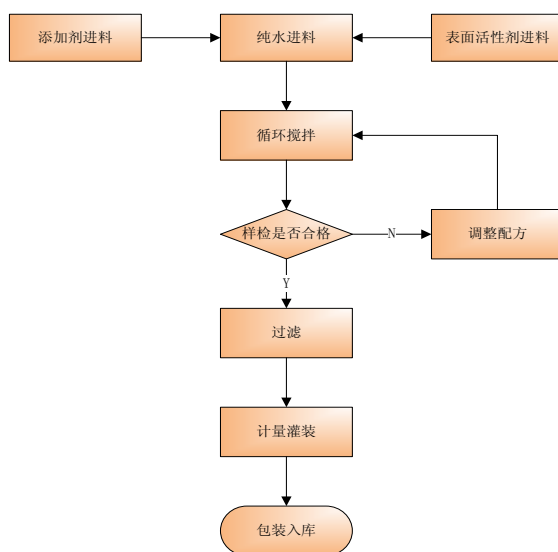 添加剂进料
纯水进料
表面活性剂进料
循环搅拌
样检是否合格
N
调整配方
Y
过滤
计量灌装
包装入库